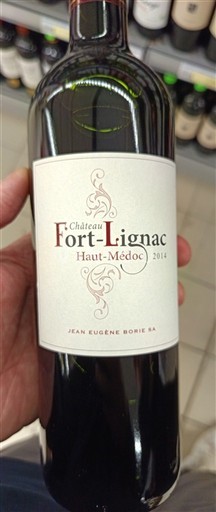 Château
Fort-Lignac
Haut-Médoc 2014
JEAN EUGÈNE BORIE SA